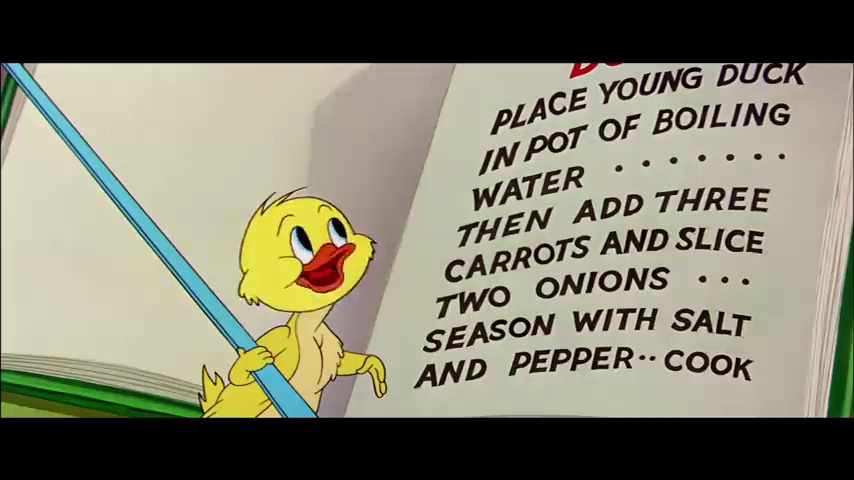 PLACE YOUNG DUCK
IN POT OF BOILING
WATER .......
THEN ADD THREE
CARROTS AND SLICE
TWO ONIONS ...
SEASON WITH SALT
AND PEPPER.. COOK